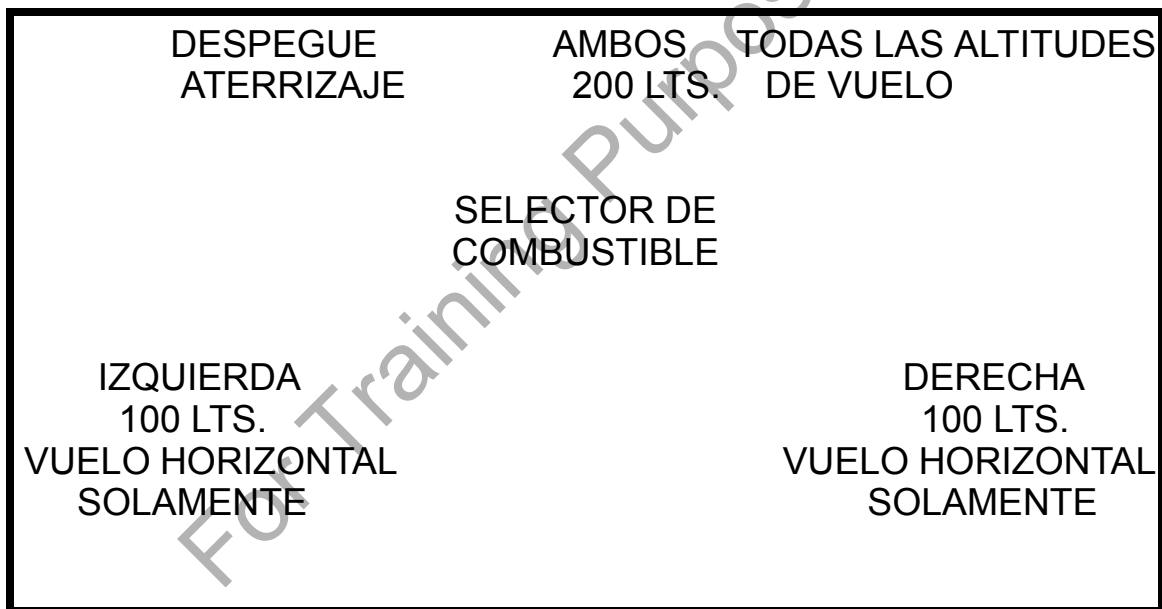 DESPEGUE AMBOS TODAS LAS ALTITUDES
ATERRIZAJE 200 LTS. DE VUELO
SELECTOR DE
COMBUSTIBLE
IZQUIERDA DERECHA
100 LTS. 100 LTS.
VUELO HORIZONTAL VUELO HORIZONTAL
SOLAMENTE SOLAMENTE
For Training Purpos